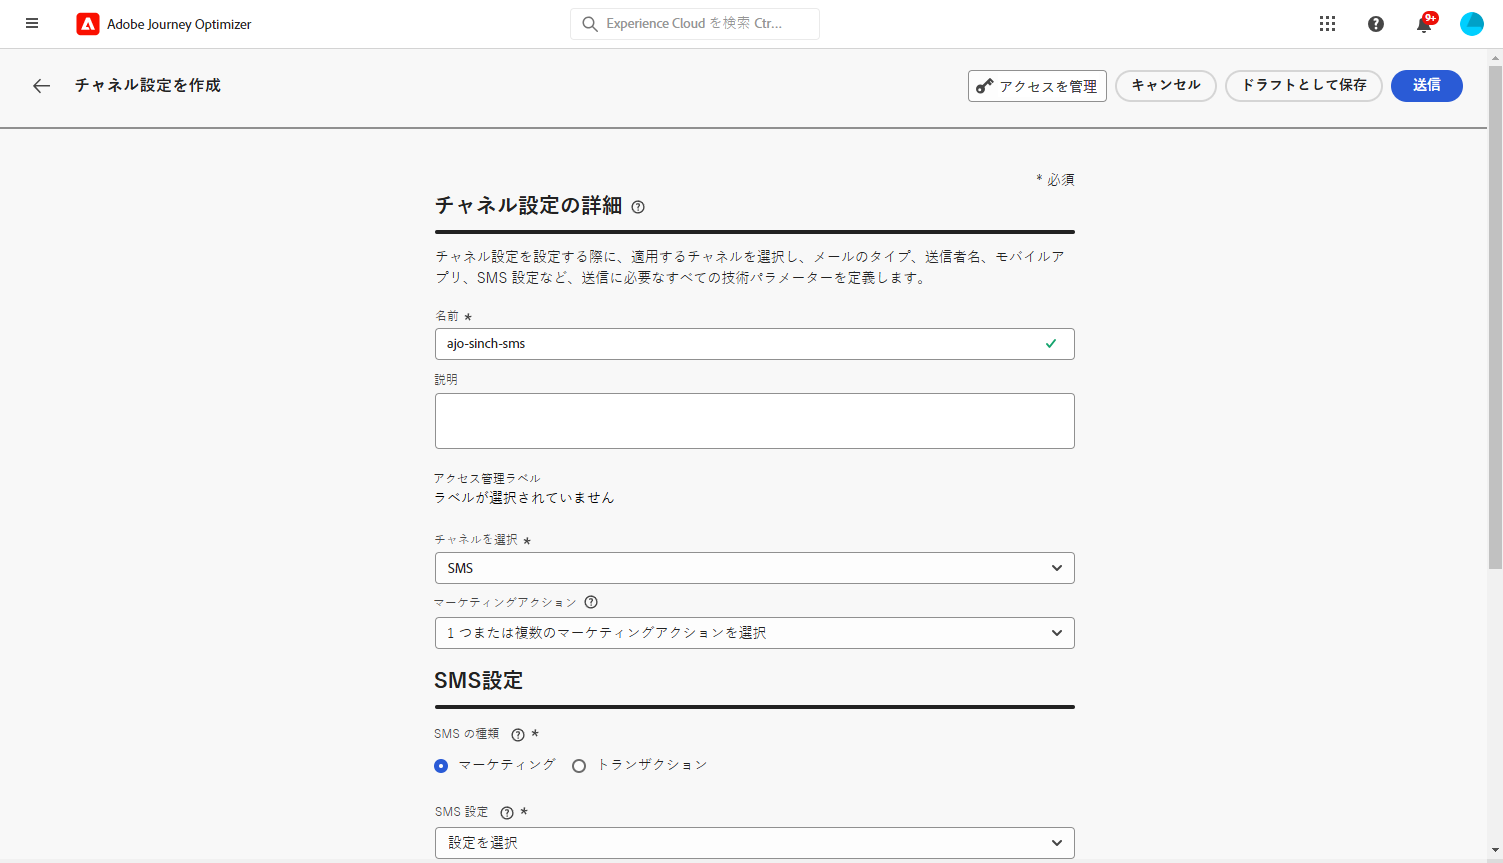 Adobe Journey Optimizer
Experience Cloud を検索 Ctr...
9+
チャネル設定を作成
アクセスを管理
キャンセル
ドラフトとして保存
送信
* 必須
チャネル設定の詳細
チャネル設定を設定する際に、適用するチャネルを選択し、メールのタイプ、送信者名、モバイルア
プリ、SMS 設定など、送信に必要なすべての技術パラメーターを定義します。
名前 *
ajo-sinch-sms
説明
アクセス管理ラベル
ラベルが選択されていません
チャネルを選択 *
SMS
マーケティングアクション
1 つまたは複数のマーケティングアクションを選択
SMS設定
SMS の種類 *
マーケティング トランザクション
SMS 設定 *
設定を選択